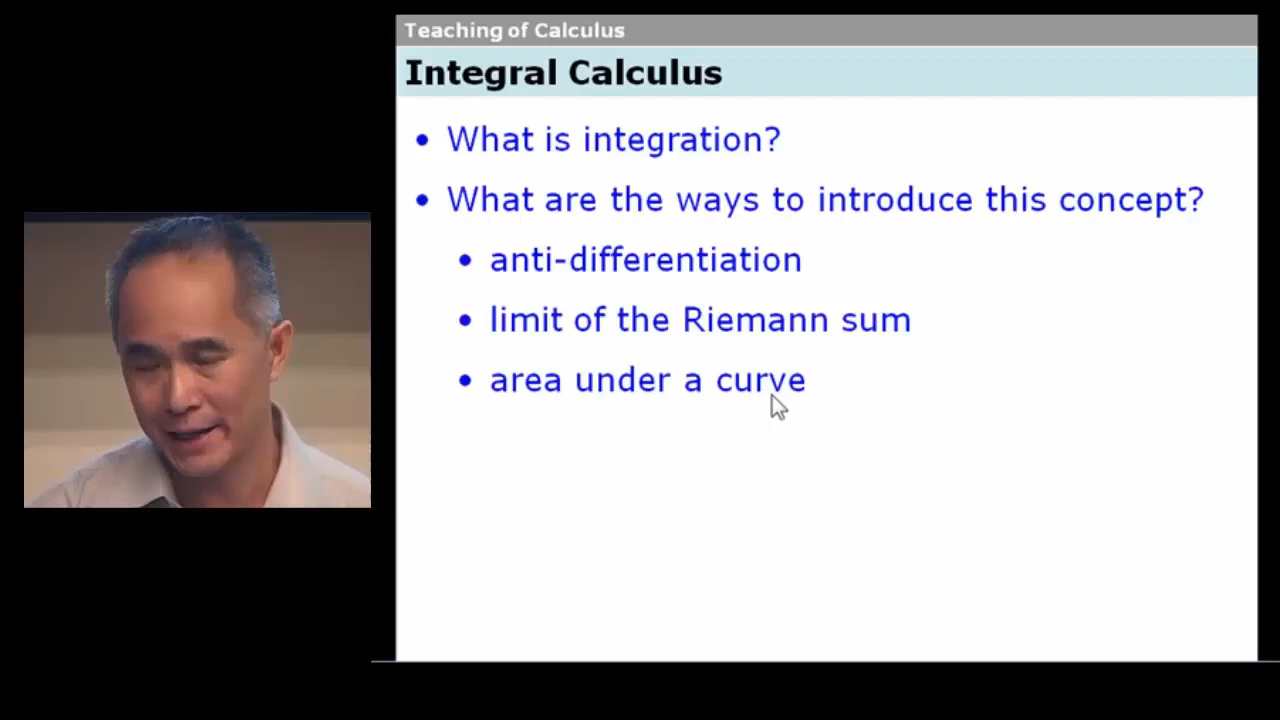 Teaching of Calculus
Integral Calculus
• What is integration?
• What are the ways to introduce this concept?
• anti-differentiation
• limit of the Riemann sum
• area under a curve